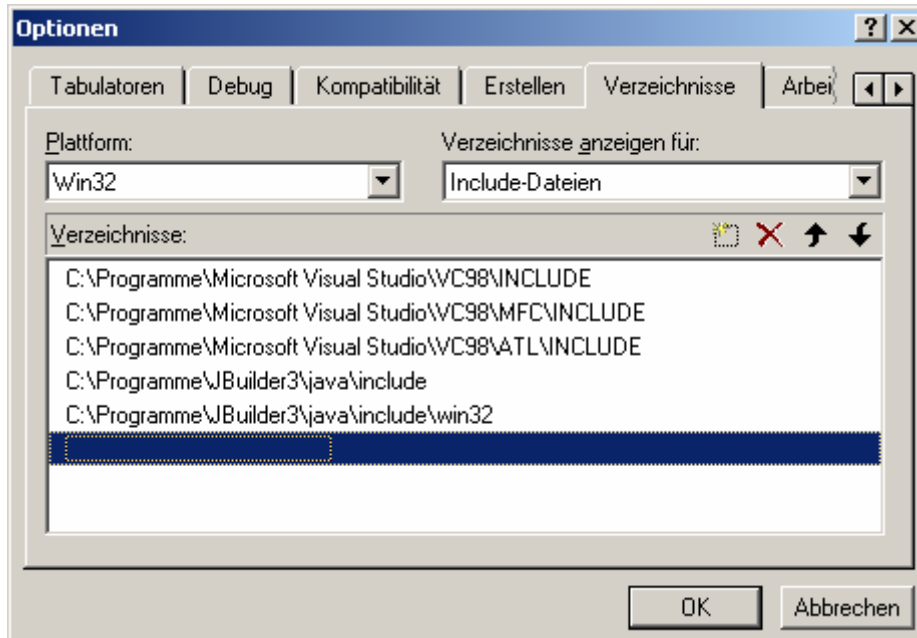 Optionen
Tabulatoren Debug Kompatibilität Erstellen Verzeichnisse Arbei
Plattform: Verzeichnisse anzeigen für:
Win32 Include-Dateien
Verzeichnisse:
C:\Programme\Microsoft Visual Studio\VC98\INCLUDE
C:\Programme\Microsoft Visual Studio\VC98\MFC\INCLUDE
C:\Programme\Microsoft Visual Studio\VC98\ATL\INCLUDE
C:\Programme\JBuilder3\java\include
C:\Programme\JBuilder3\java\include\win32
OK Abbrechen